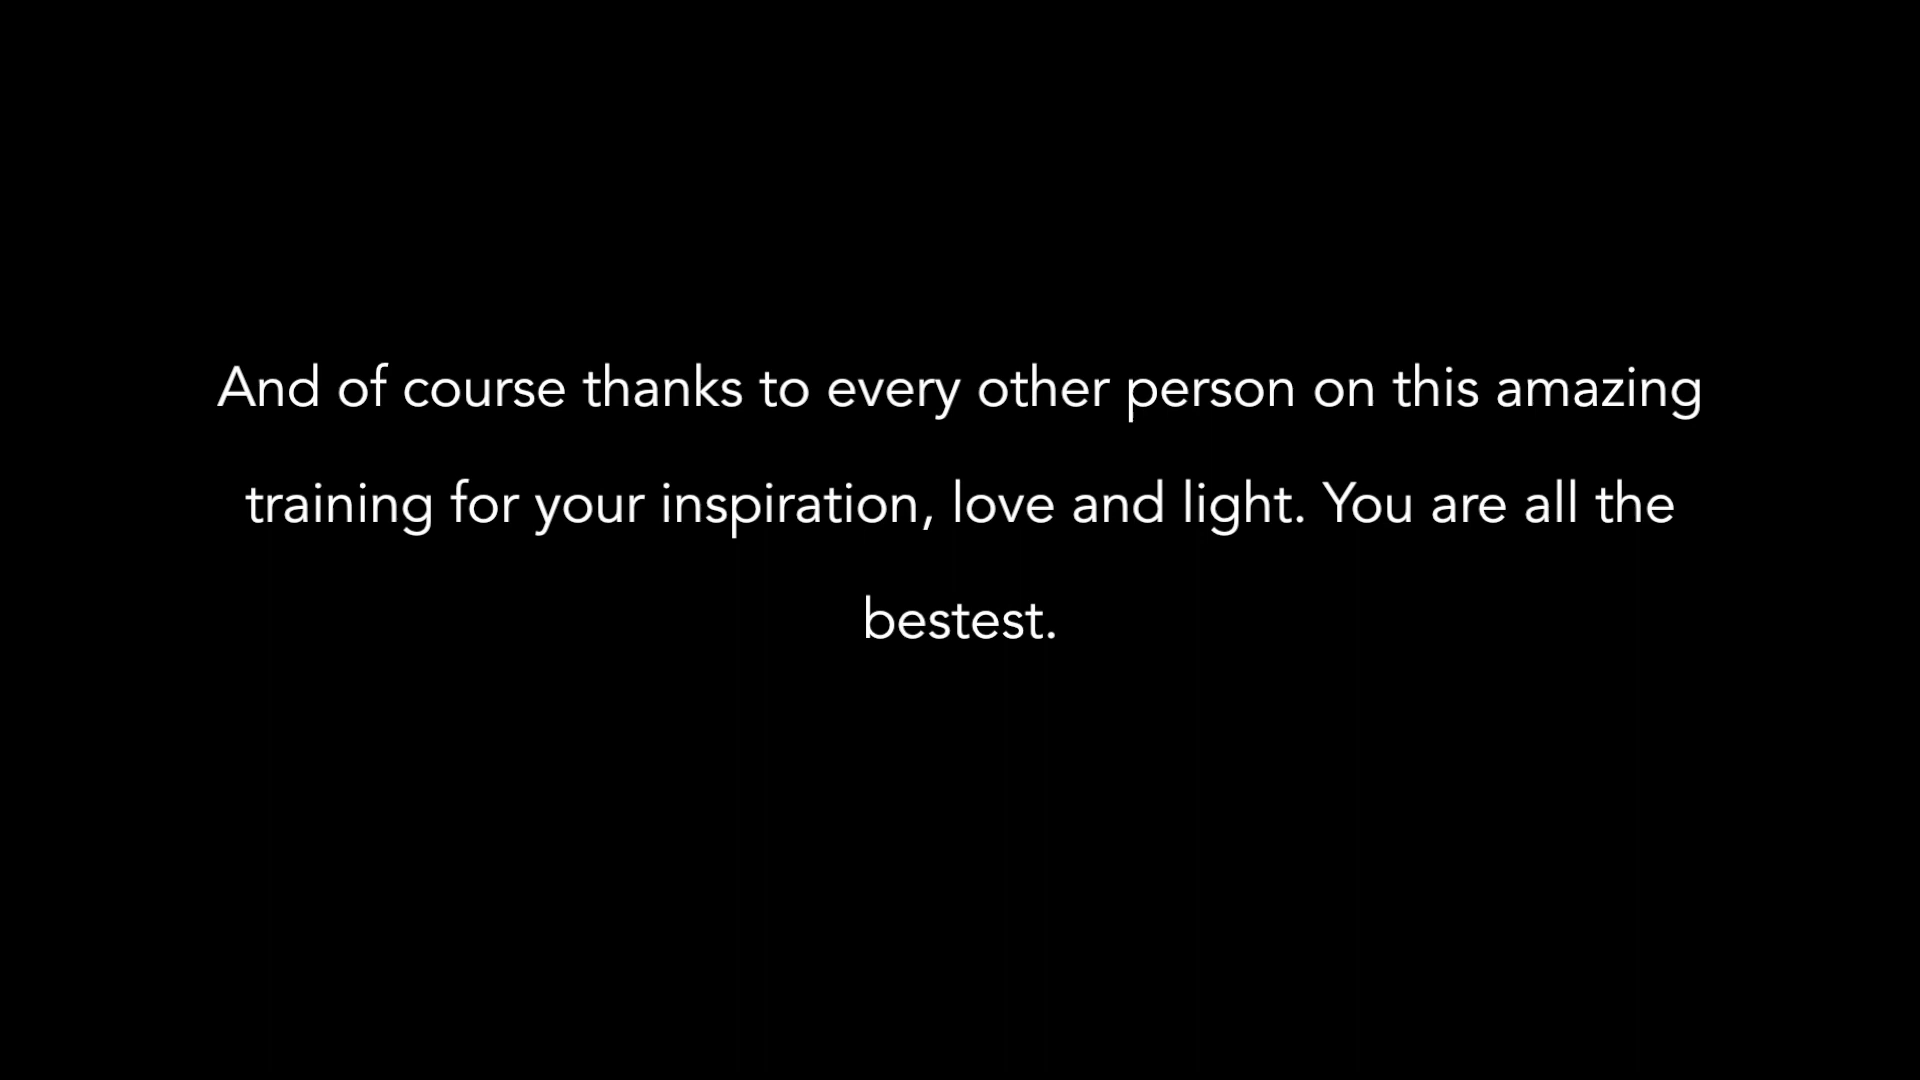 And of course thanks to every other person on this amazing
training for your inspiration, love and light. You are all the
bestest.